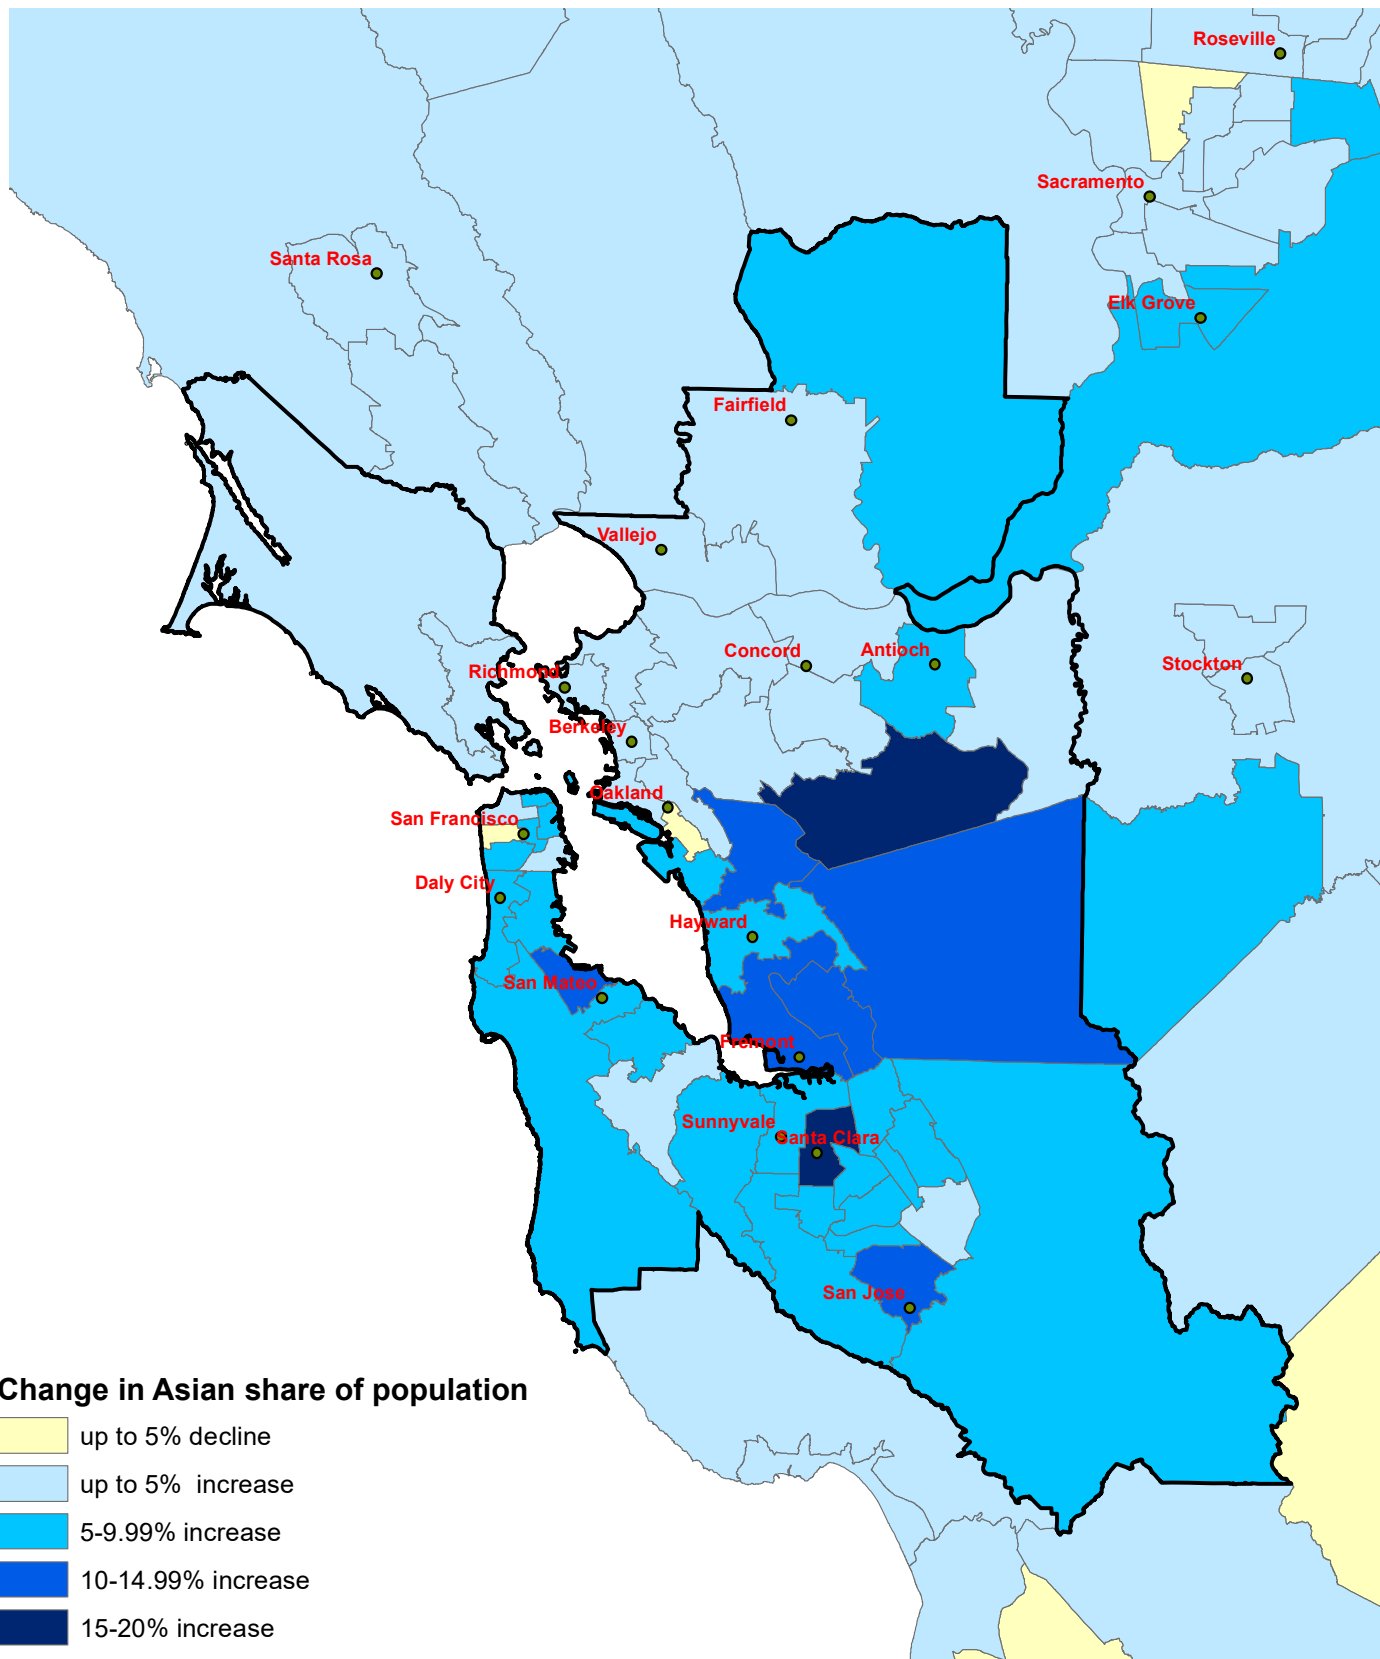 Roseville
Sacramento
Santa Rosa
Elk Grove
Fairfield
Vallejo
Concord
Antioch
Stockton
Richmond
Berkeley
Oakland
San Francisco
Daly City
Hayward
San Mateo
Fremont
Sunnyvale
Santa Clara
San Jose
Change in Asian share of population
up to 5% decline
up to 5% increase
5-9.99% increase
10-14.99% increase
15-20% increase